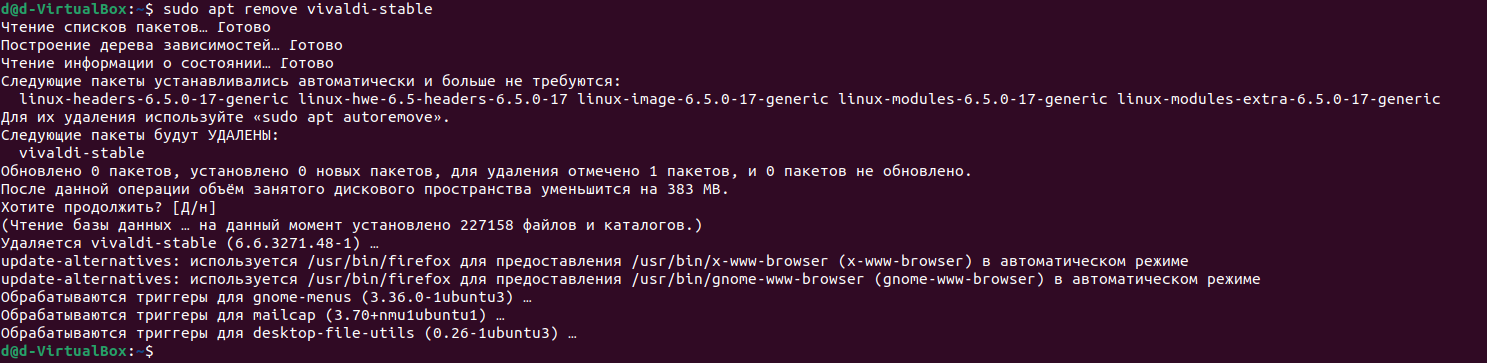 d@d-VirtualBox:~$ sudo apt remove vivaldi-stable
Чтение списков пакетов… Готово
Построение дерева зависимостей… Готово
Чтение информации о состоянии… Готово
Следующие пакеты устанавливались автоматически и больше не требуются:
  linux-headers-6.5.0-17-generic linux-hwe-6.5-headers-6.5.0-17 linux-image-6.5.0-17-generic linux-modules-6.5.0-17-generic linux-modules-extra-6.5.0-17-generic
Для их удаления используйте «sudo apt autoremove».
Следующие пакеты будут УДАЛЕНЫ:
  vivaldi-stable
Обновлено 0 пакетов, установлено 0 новых пакетов, для удаления отмечено 1 пакетов, и 0 пакетов не обновлено.
После данной операции объём занятого дискового пространства уменьшится на 383 MB.
Хотите продолжить? [Д/н]
(Чтение базы данных … на данный момент установлено 227158 файлов и каталогов.)
Удаляется vivaldi-stable (6.6.3271.48-1) …
update-alternatives: используется /usr/bin/firefox для предоставления /usr/bin/x-www-browser (x-www-browser) в автоматическом режиме
update-alternatives: используется /usr/bin/firefox для предоставления /usr/bin/gnome-www-browser (gnome-www-browser) в автоматическом режиме
Обрабатываются триггеры для gnome-menus (3.36.0-1ubuntu3) …
Обрабатываются триггеры для mailcap (3.70+nmu1ubuntu1) …
Обрабатываются триггеры для desktop-file-utils (0.26-1ubuntu3) …
d@d-VirtualBox:~$